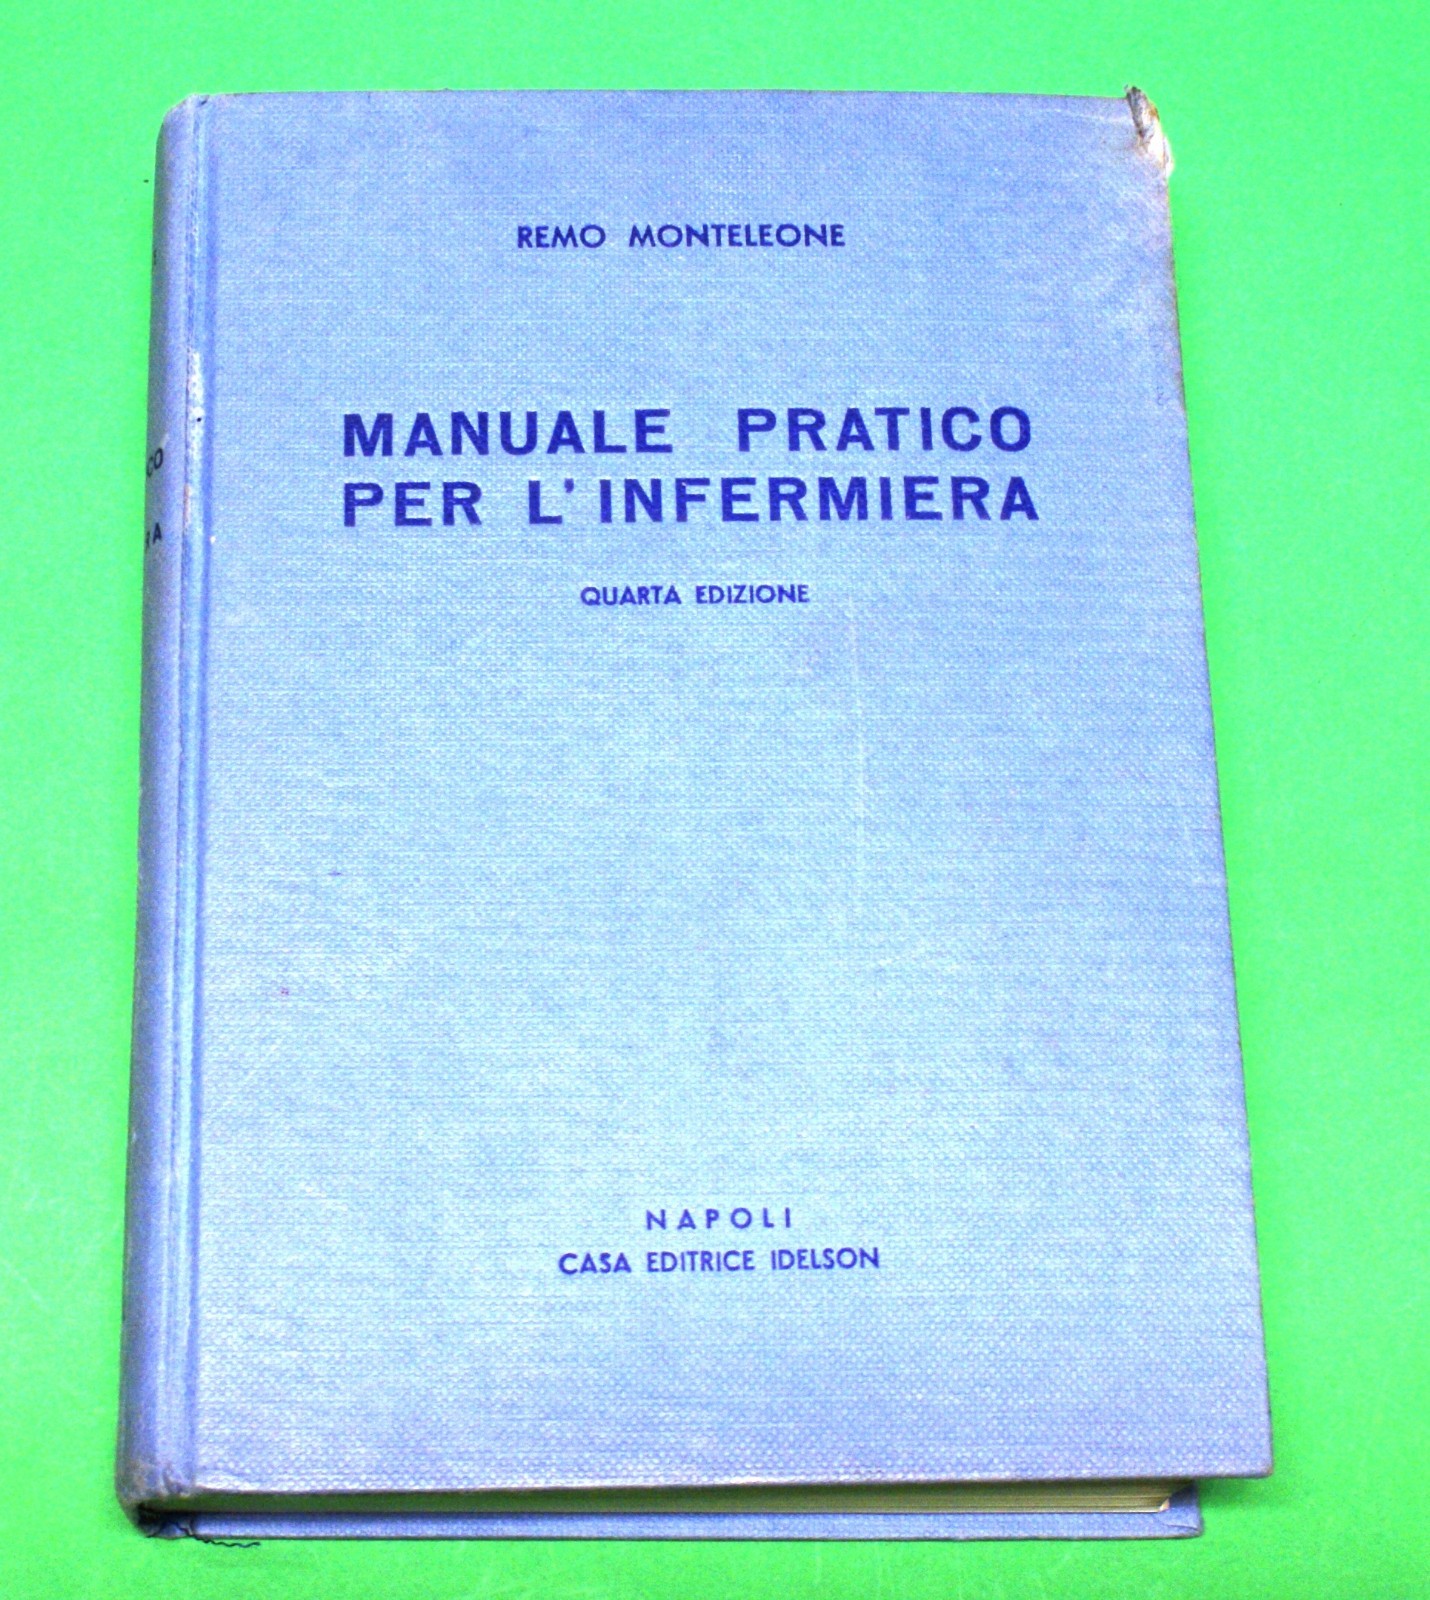 REMO MONTELEONE
MANUALE PRATICO
PER L'INFERMIERA
QUARTA EDIZIONE
NAPOLI
CASA EDITRICE IDELSON